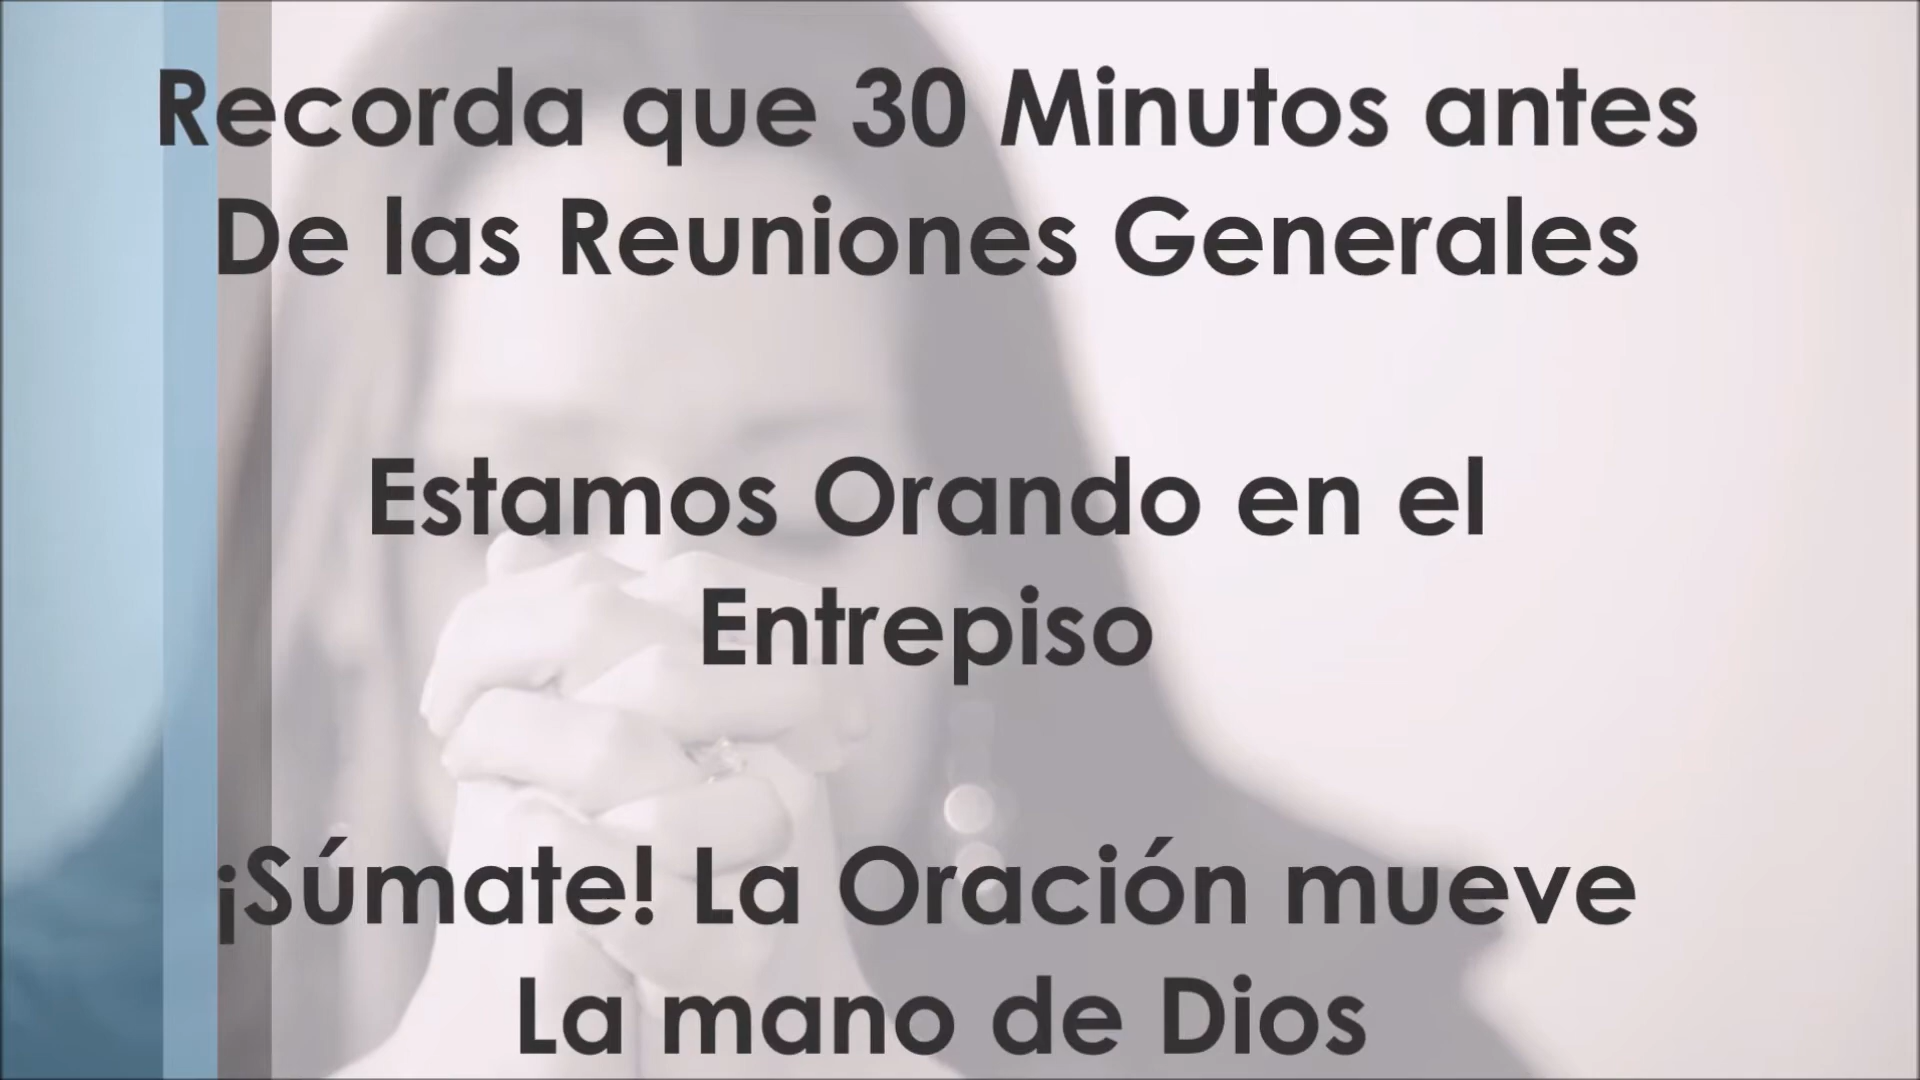 Recorda que 30 Minutos antes
De las Reuniones Generales
Estamos Orando en el
Entrepiso
¡Súmate! La Oración mueve
La mano de Dios